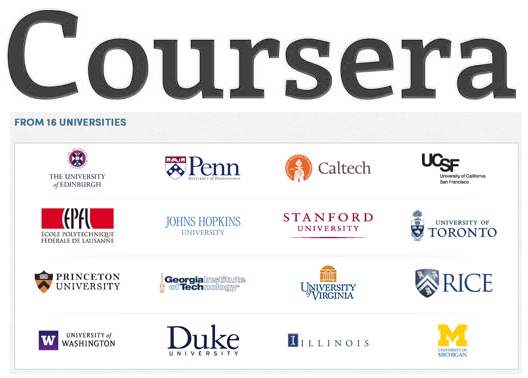 Coursera
FROM 16 UNIVERSITIES
THE UNIVERSITY
of EDINBURGH
Penn
University of Pennsylvania
Caltech
UCSF
University of California
San Francisco
EPFL
ECOLE POLYTECHNIQUE
FEDERALE DE LAUSANNE
JOHNS HOPKINS
UNIVERSITY
STANFORD
UNIVERSITY
UNIVERSITY OF
TORONTO
PRINCETON
UNIVERSITY
Georgia Institute
of Technology
UNIVERSITY
of VIRGINIA
RICE
W
UNIVERSITY of
WASHINGTON
Duke
UNIVERSITY
I ILLINOIS
M
UNIVERSITY OF
MICHIGAN